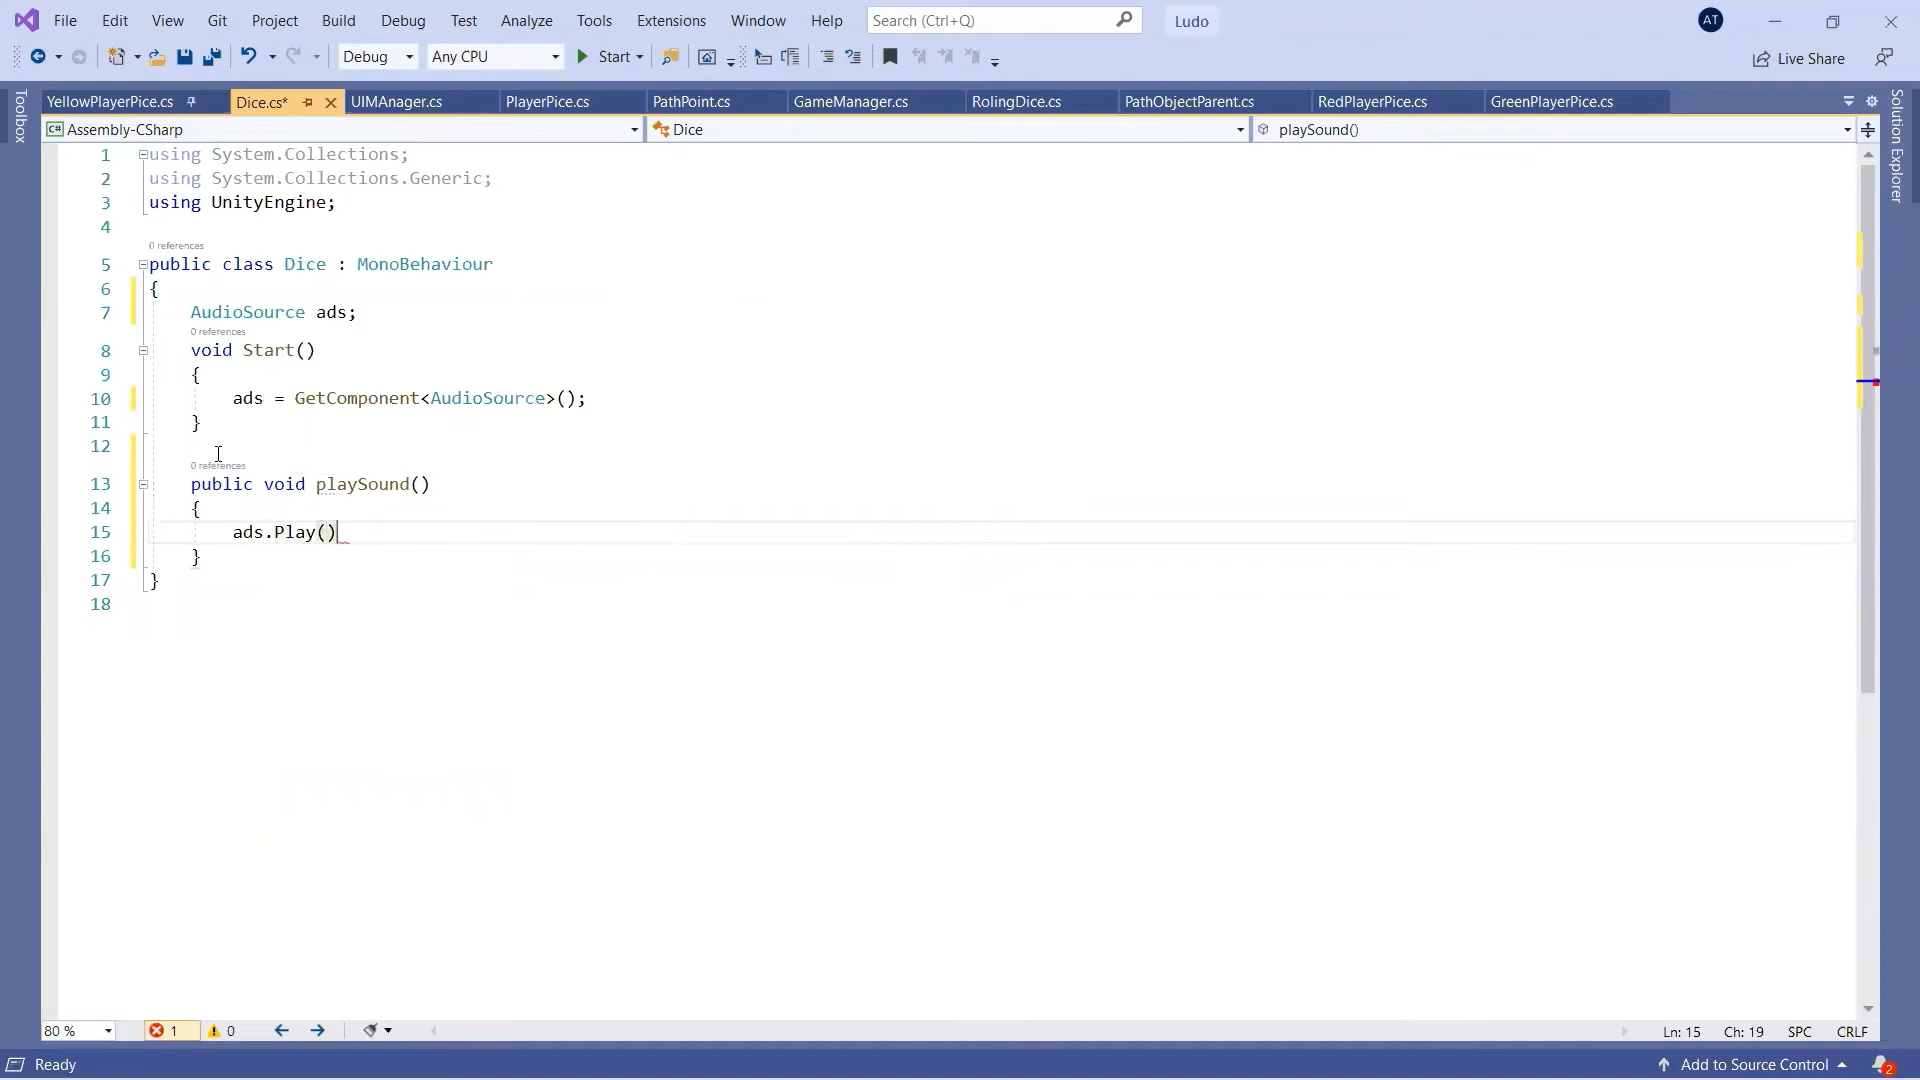 File Edit View Git Project Build Debug Test Analyze Tools Extensions Window Help Search (Ctrl+Q) Ludo AT
Debug Any CPU Start Live Share
YellowPlayerPice.cs Dice.cs* UIMAnager.cs PlayerPice.cs PathPoint.cs GameManager.cs RolingDice.cs PathObjectParent.cs RedPlayerPice.cs GreenPlayerPice.cs
Toolbox
Solution Explorer
C# Assembly-CSharp Dice playSound()
1 using System.Collections;
2 using System.Collections.Generic;
3 using UnityEngine;
4
0 references
5 public class Dice : MonoBehaviour
6 {
7 AudioSource ads;
0 references
8 void Start()
9 {
10 ads = GetComponent<AudioSource>();
11 }
12
0 references
13 public void playSound()
14 {
15 ads.Play()
16 }
17 }
18
80 % 1 0 Ln: 15 Ch: 19 SPC CRLF
Ready Add to Source Control 2